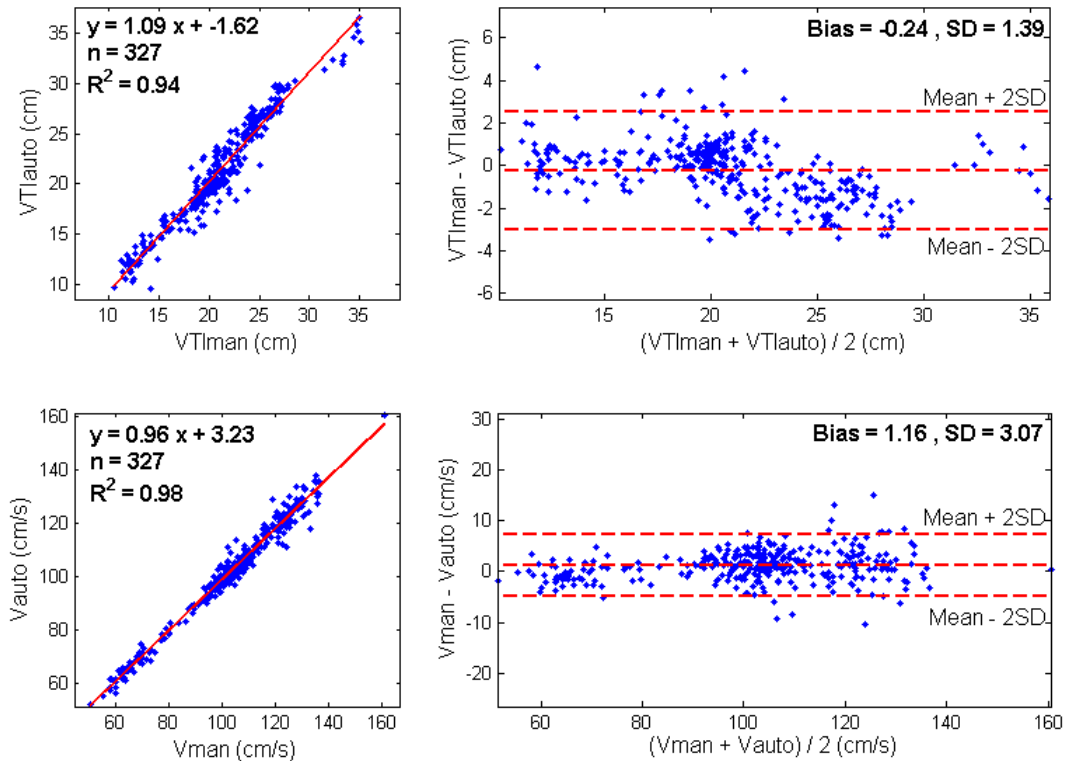 y = 1.09 x + -1.62
n = 327
R² = 0.94
35
30
25
20
15
10
VTIauto (cm)
10
15
20
25
30
35
VTIman (cm)
Bias = -0.24 , SD = 1.39
Mean + 2SD
Mean - 2SD
6
4
2
0
-2
-4
-6
VTIman - VTIauto (cm)
15
20
25
30
35
(VTIman + VTIauto) / 2 (cm)
y = 0.96 x + 3.23
n = 327
R² = 0.98
160
140
120
100
80
60
Vauto (cm/s)
60
80
100
120
140
160
Vman (cm/s)
Bias = 1.16 , SD = 3.07
Mean + 2SD
Mean - 2SD
30
20
10
0
-10
-20
Vman - Vauto (cm/s)
60
80
100
120
140
160
(Vman + Vauto) / 2 (cm/s)